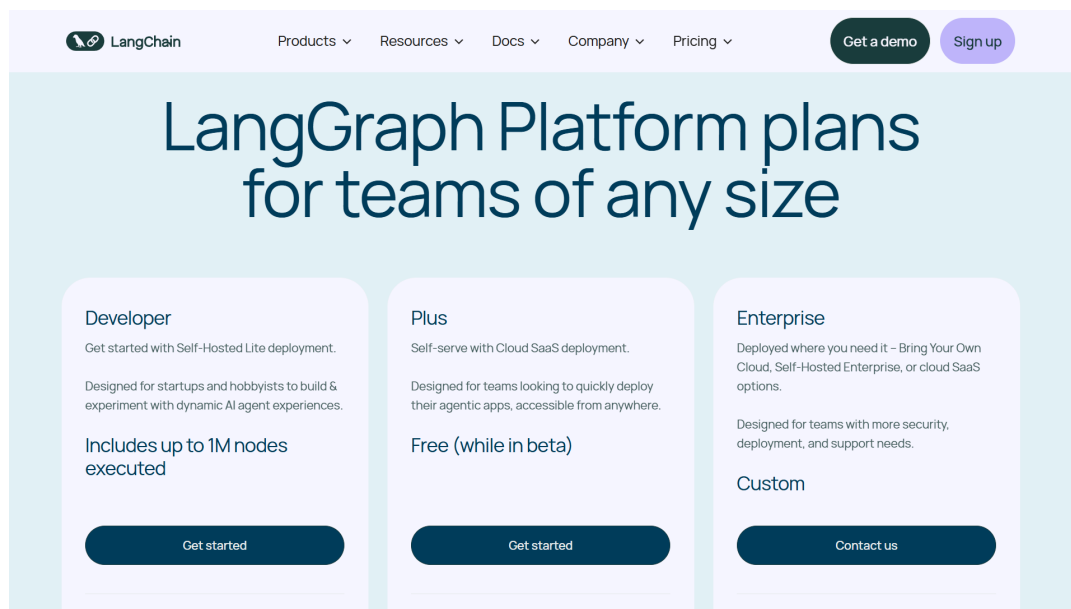 LangChain
Products
Resources
Docs
Company
Pricing
Get a demo
Sign up
LangGraph Platform plans
for teams of any size
Developer
Get started with Self-Hosted Lite deployment.
Designed for startups and hobbyists to build &
experiment with dynamic AI agent experiences.
Includes up to 1M nodes
executed
Get started
Plus
Self-serve with Cloud SaaS deployment.
Designed for teams looking to quickly deploy
their agentic apps, accessible from anywhere.
Free (while in beta)
Get started
Enterprise
Deployed where you need it – Bring Your Own
Cloud, Self-Hosted Enterprise, or cloud SaaS
options.
Designed for teams with more security,
deployment, and support needs.
Custom
Contact us